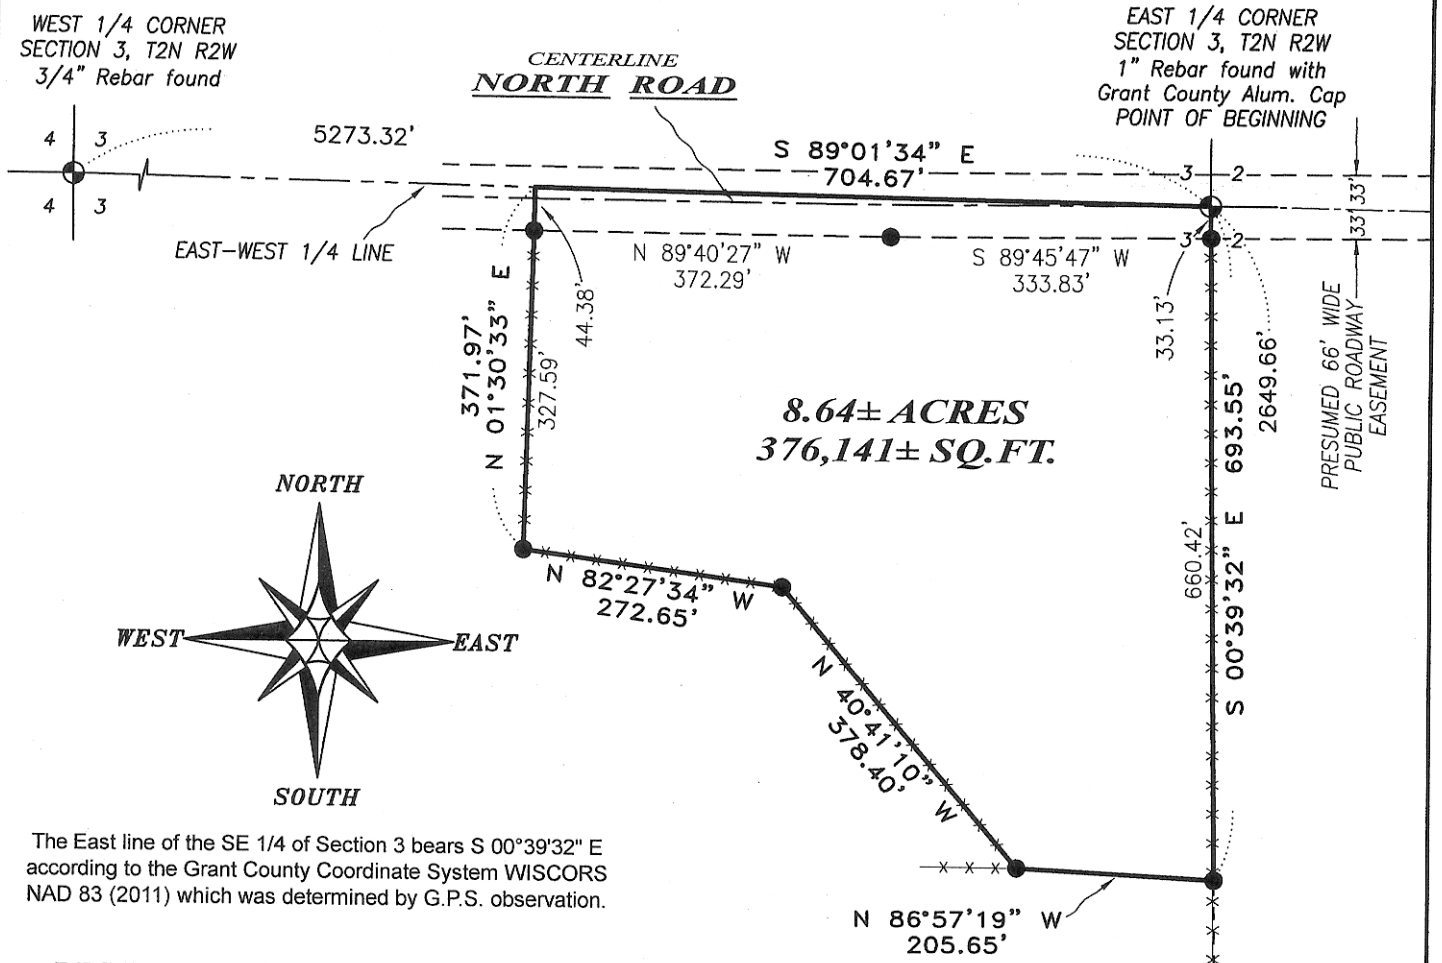 WEST 1/4 CORNER
SECTION 3, T2N R2W
3/4" Rebar found
EAST 1/4 CORNER
SECTION 3, T2N R2W
1" Rebar found with
Grant County Alum. Cap
POINT OF BEGINNING
CENTERLINE
NORTH ROAD
4 3
4 3
5273.32'
S 89°01'34" E
704.67'
3 2
3 2
33'
33'
EAST-WEST 1/4 LINE
N 89°40'27" W
372.29'
S 89°45'47" W
333.83'
44.38'
33.13'
371.97'
N 01°30'33" E
327.59'
8.64± ACRES
376,141± SQ.FT.
2649.66'
S 00°39'32" E 693.55'
660.42'
PRESUMED 66' WIDE
PUBLIC ROADWAY
EASEMENT
NORTH
WEST
EAST
SOUTH
N 82°27'34" W
272.65'
N 40°41'10" W
378.40'
N 86°57'19" W
205.65'
The East line of the SE 1/4 of Section 3 bears S 00°39'32" E
according to the Grant County Coordinate System WISCORS
NAD 83 (2011) which was determined by G.P.S. observation.